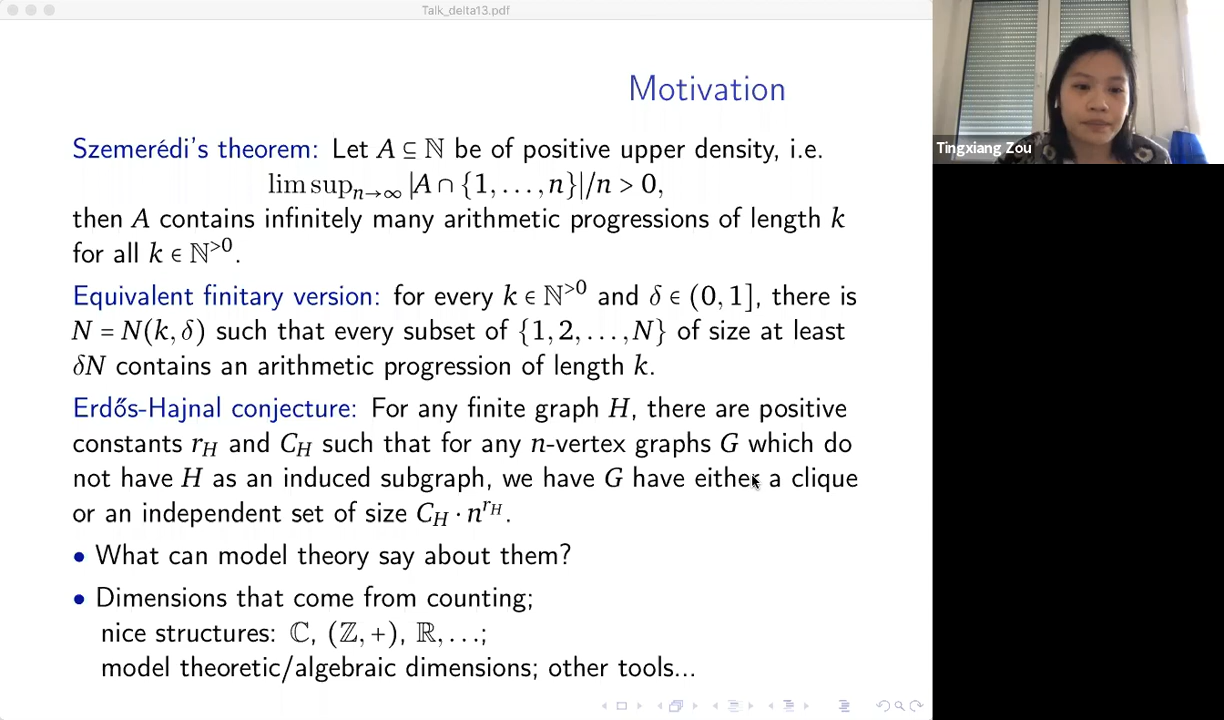 Talk_delta13.pdf
Motivation
Szemerédi's theorem: Let A ⊆ ℕ be of positive upper density, i.e.
lim supₙ→∞ |A ∩ {1, . . . , n}|/n > 0,
then A contains infinitely many arithmetic progressions of length k
for all k ∈ ℕ^{>0}.
Equivalent finitary version: for every k ∈ ℕ^{>0} and δ ∈ (0, 1], there is
N = N(k, δ) such that every subset of {1, 2, . . . , N} of size at least
δN contains an arithmetic progression of length k.
Erdős-Hajnal conjecture: For any finite graph H, there are positive
constants r_H and C_H such that for any n-vertex graphs G which do
not have H as an induced subgraph, we have G have either a clique
or an independent set of size C_H · n^{r_H}.
• What can model theory say about them?
• Dimensions that come from counting;
nice structures: ℂ, (ℤ, +), ℝ, . . . ;
model theoretic/algebraic dimensions; other tools...
Tingxiang Zou